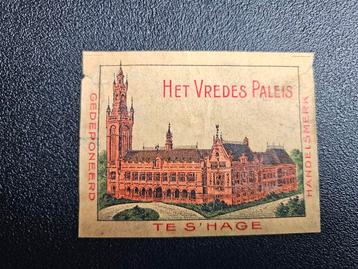 HET VREDES PALEIS
GEDEPONEERD
HANDELSMERK
TE S'HAGE